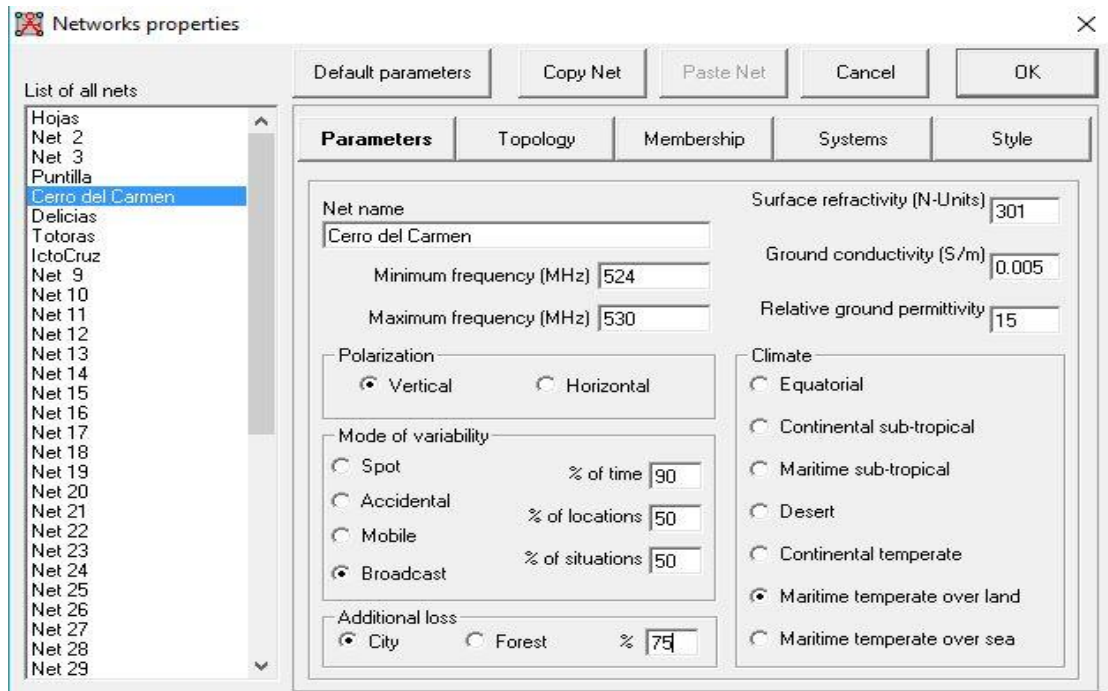 Networks properties
Default parameters Copy Net Paste Net Cancel OK
List of all nets
Hojas
Net 2
Net 3
Puntilla
Cerro del Carmen
Delicias
Totoras
IctoCruz
Net 9
Net 10
Net 11
Net 12
Net 13
Net 14
Net 15
Net 16
Net 17
Net 18
Net 19
Net 20
Net 21
Net 22
Net 23
Net 24
Net 25
Net 26
Net 27
Net 28
Net 29
Parameters Topology Membership Systems Style
Net name
Cerro del Carmen
Minimum frequency (MHz) 524
Maximum frequency (MHz) 530
Surface refractivity (N-Units) 301
Ground conductivity (S/m) 0.005
Relative ground permittivity 15
Polarization
Vertical Horizontal
Mode of variability
Spot
Accidental
Mobile
Broadcast
% of time 90
% of locations 50
% of situations 50
Additional loss
City Forest % 75
Climate
Equatorial
Continental sub-tropical
Maritime sub-tropical
Desert
Continental temperate
Maritime temperate over land
Maritime temperate over sea